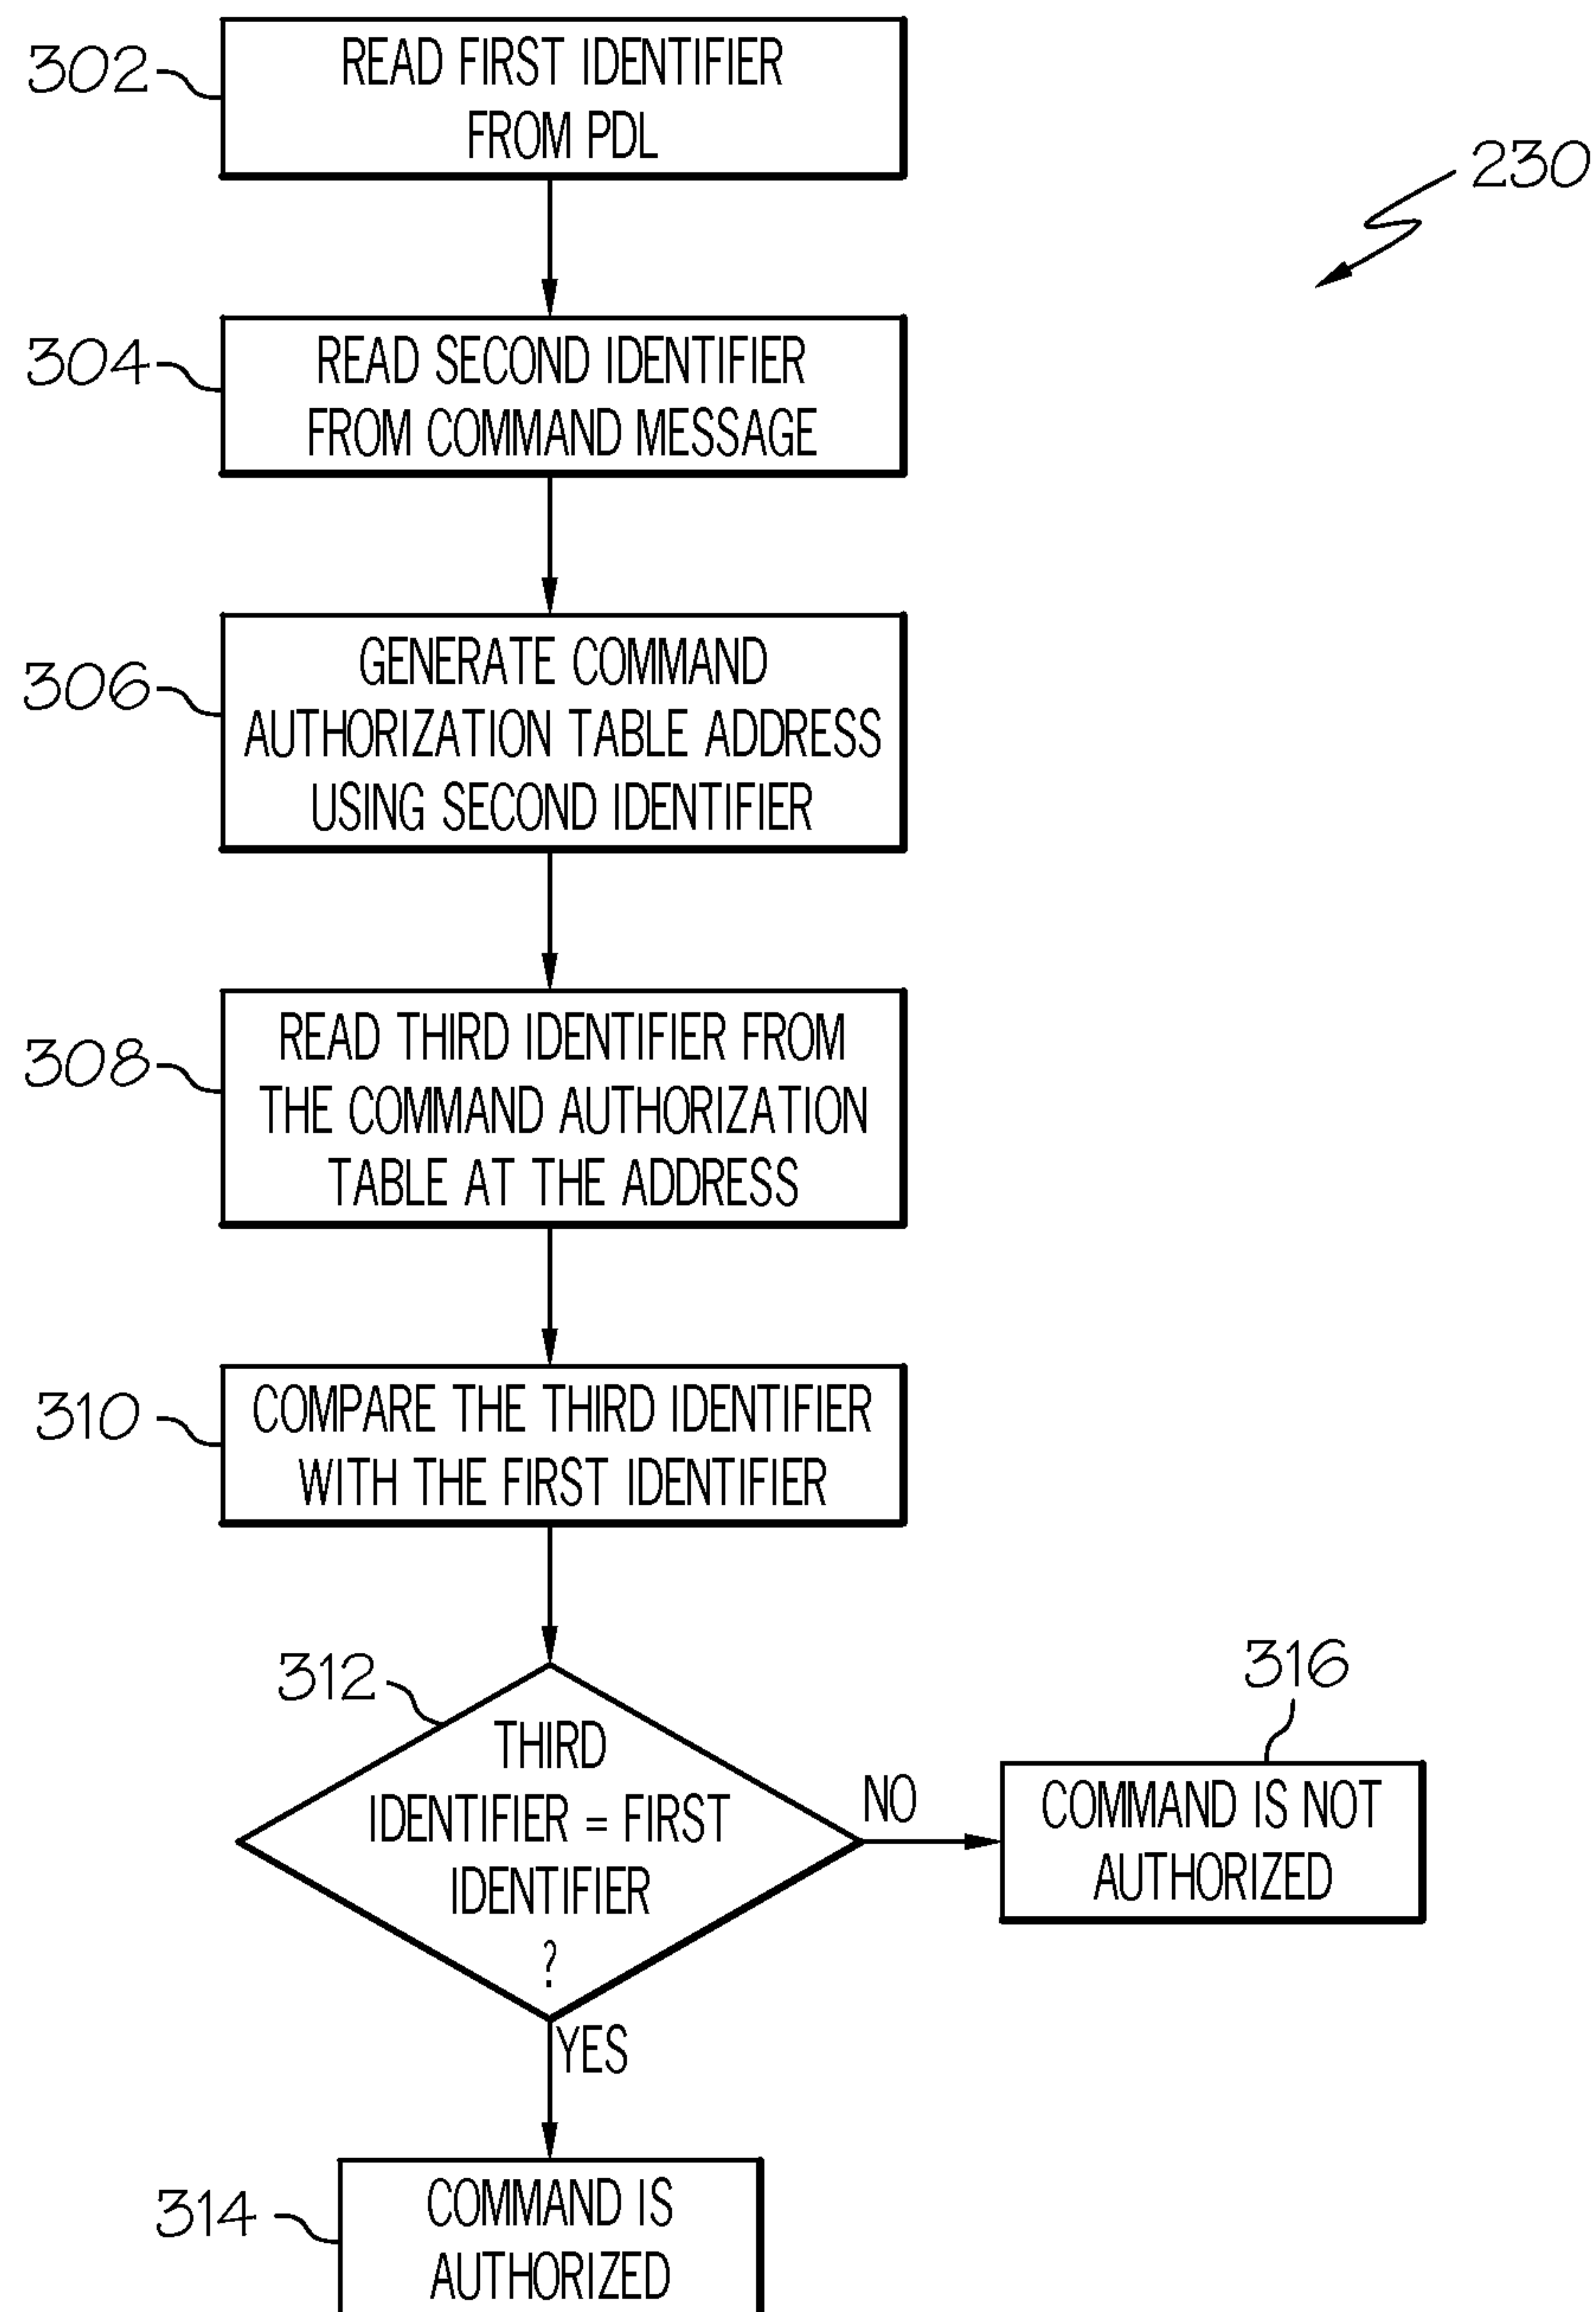 302
READ FIRST IDENTIFIER
FROM PDL
230
304
READ SECOND IDENTIFIER
FROM COMMAND MESSAGE
306
GENERATE COMMAND
AUTHORIZATION TABLE ADDRESS
USING SECOND IDENTIFIER
308
READ THIRD IDENTIFIER FROM
THE COMMAND AUTHORIZATION
TABLE AT THE ADDRESS
310
COMPARE THE THIRD IDENTIFIER
WITH THE FIRST IDENTIFIER
312
THIRD
IDENTIFIER = FIRST
IDENTIFIER
?
NO
316
COMMAND IS NOT
AUTHORIZED
YES
314
COMMAND IS
AUTHORIZED